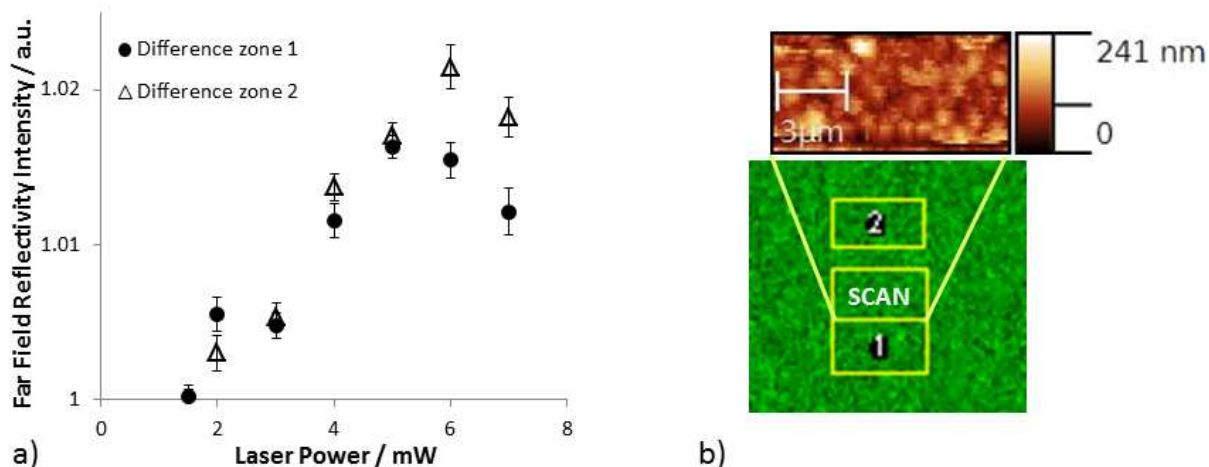 Far Field Reflectivity Intensity / a.u.
Difference zone 1
Difference zone 2
1.02
1.01
1
0
2
4
6
8
Laser Power / mW
a)
241 nm
0
3µm
2
SCAN
1
b)